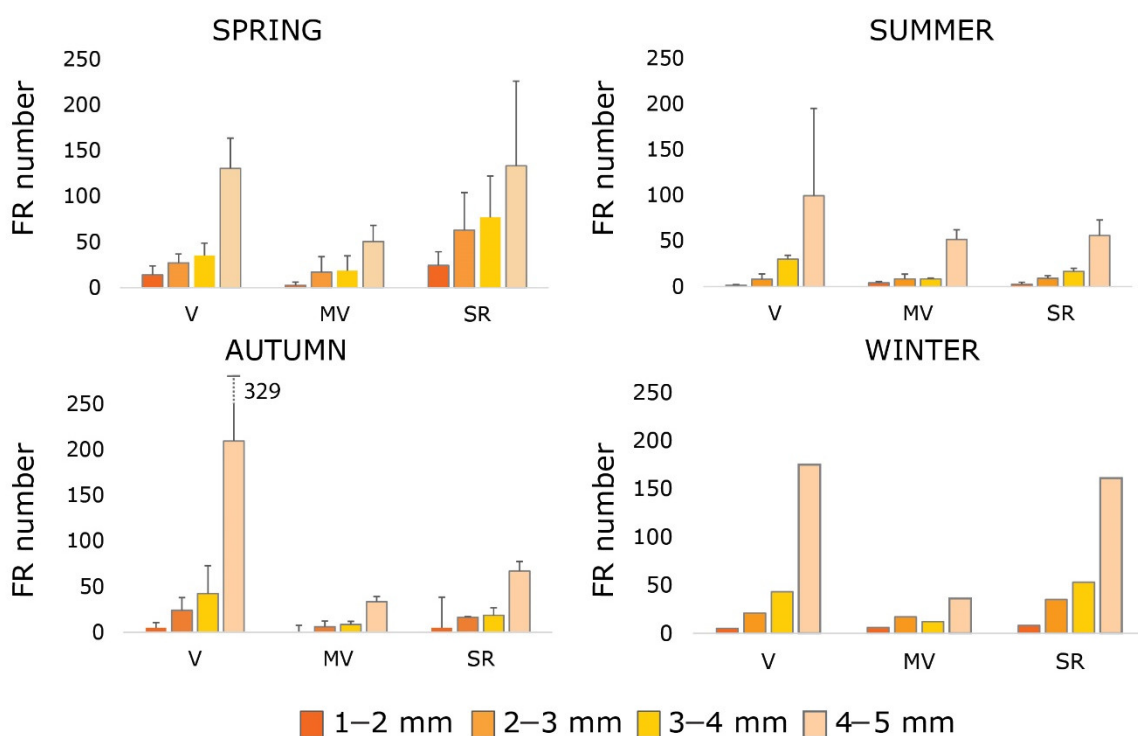 SPRING
250
200
150
100
50
0
FR number
V MV SR
SUMMER
250
200
150
100
50
0
FR number
V MV SR
AUTUMN
329
250
200
150
100
50
0
FR number
V MV SR
WINTER
250
200
150
100
50
0
FR number
V MV SR
1–2 mm 2–3 mm 3–4 mm 4–5 mm